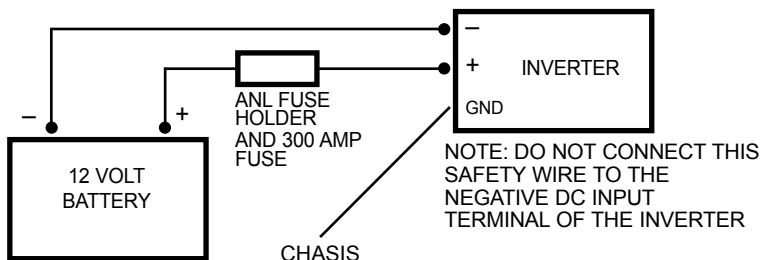 –
+
INVERTER
GND
– +
ANL FUSE
HOLDER
AND 300 AMP
FUSE
12 VOLT
BATTERY
NOTE: DO NOT CONNECT THIS
SAFETY WIRE TO THE
NEGATIVE DC INPUT
TERMINAL OF THE INVERTER
CHASIS